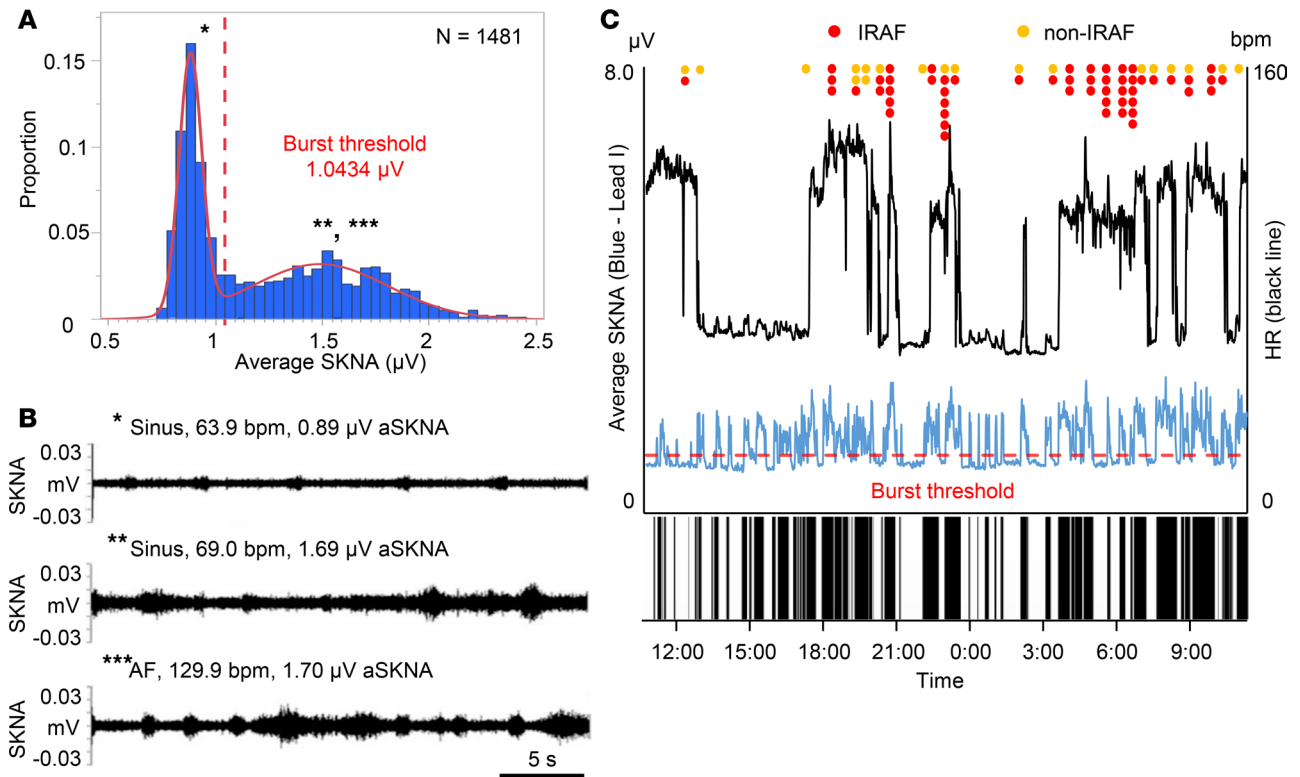 A
*
N = 1481
0.15
0.1
0.05
0
Proportion
Burst threshold
1.0434 µV
**, ***
0.5
1
1.5
2
2.5
Average SKNA (µV)
B
* Sinus, 63.9 bpm, 0.89 µV aSKNA
SKNA
0.03
mV
-0.03
** Sinus, 69.0 bpm, 1.69 µV aSKNA
SKNA
0.03
mV
-0.03
***AF, 129.9 bpm, 1.70 µV aSKNA
SKNA
0.03
mV
-0.03
5 s
C
IRAF
non-IRAF
µV
bpm
8.0
160
Average SKNA (Blue - Lead I)
HR (black line)
Burst threshold
0
0
12:00
15:00
18:00
21:00
0:00
3:00
6:00
9:00
Time